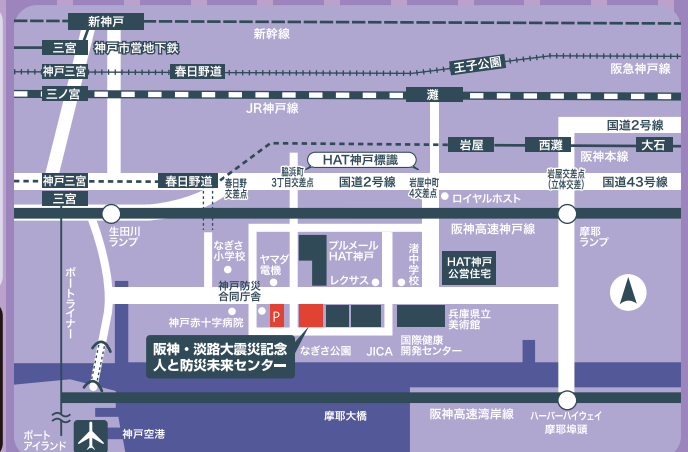 新神戸
新幹線
三宮
神戸市営地下鉄
神戸三宮
春日野道
王子公園
阪急神戸線
三ノ宮
灘
JR神戸線
国道2号線
岩屋
西灘
大石
阪神本線
HAT神戸標識
神戸三宮
春日野道
春日野
交差点
脇浜町
3丁目交差点
国道2号線
岩屋中町
4交差点
岩屋交差点
(立体交差)
国道43号線
三宮
ロイヤルホスト
生田川
ランプ
阪神高速神戸線
摩耶
ランプ
なぎさ
小学校
ヤマダ
電機
ブルメール
HAT神戸
レクサス
渚
中
学
校
HAT神戸
公営住宅
ポートライナー
神戸防災
合同庁舎
神戸赤十字病院
P
兵庫県立
美術館
阪神・淡路大震災記念
人と防災未来センター
なぎさ公園
JICA
国際健康
開発センター
摩耶大橋
阪神高速湾岸線
ハーバーハイウェイ
摩耶埠頭
ポート
アイランド
神戸空港